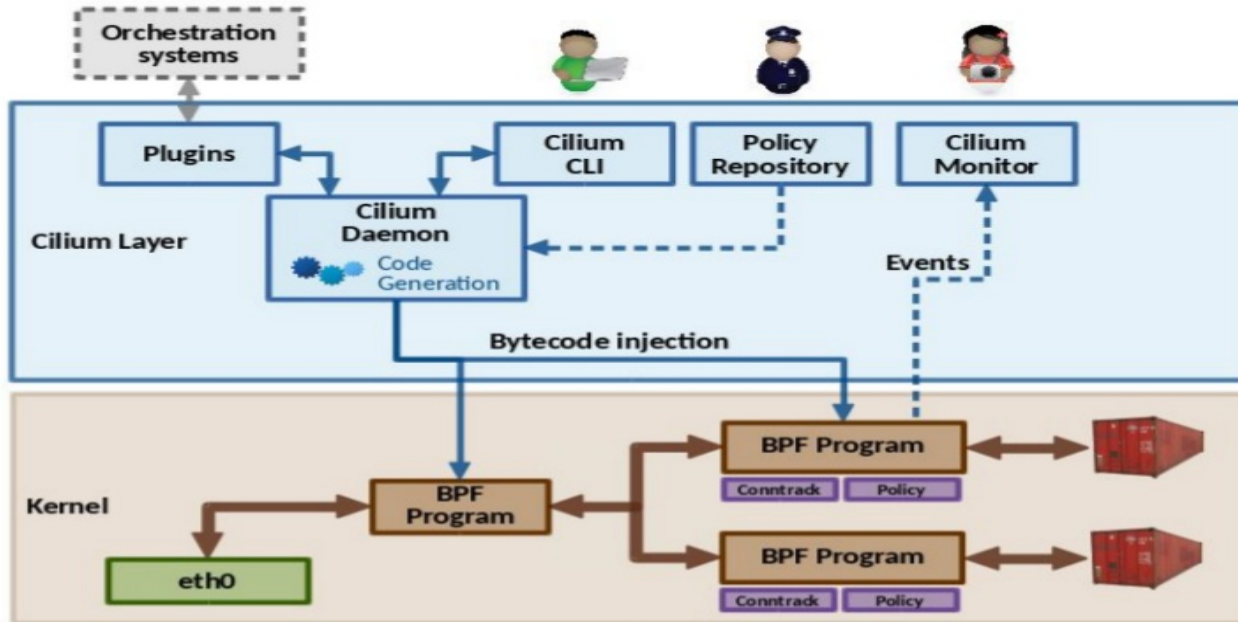 Orchestration
systems
Plugins
Cilium
CLI
Policy
Repository
Cilium
Monitor
Cilium
Daemon
Code
Generation
Cilium Layer
Events
Bytecode injection
BPF Program
Conntrack
Policy
BPF
Program
Kernel
BPF Program
eth0
Conntrack
Policy